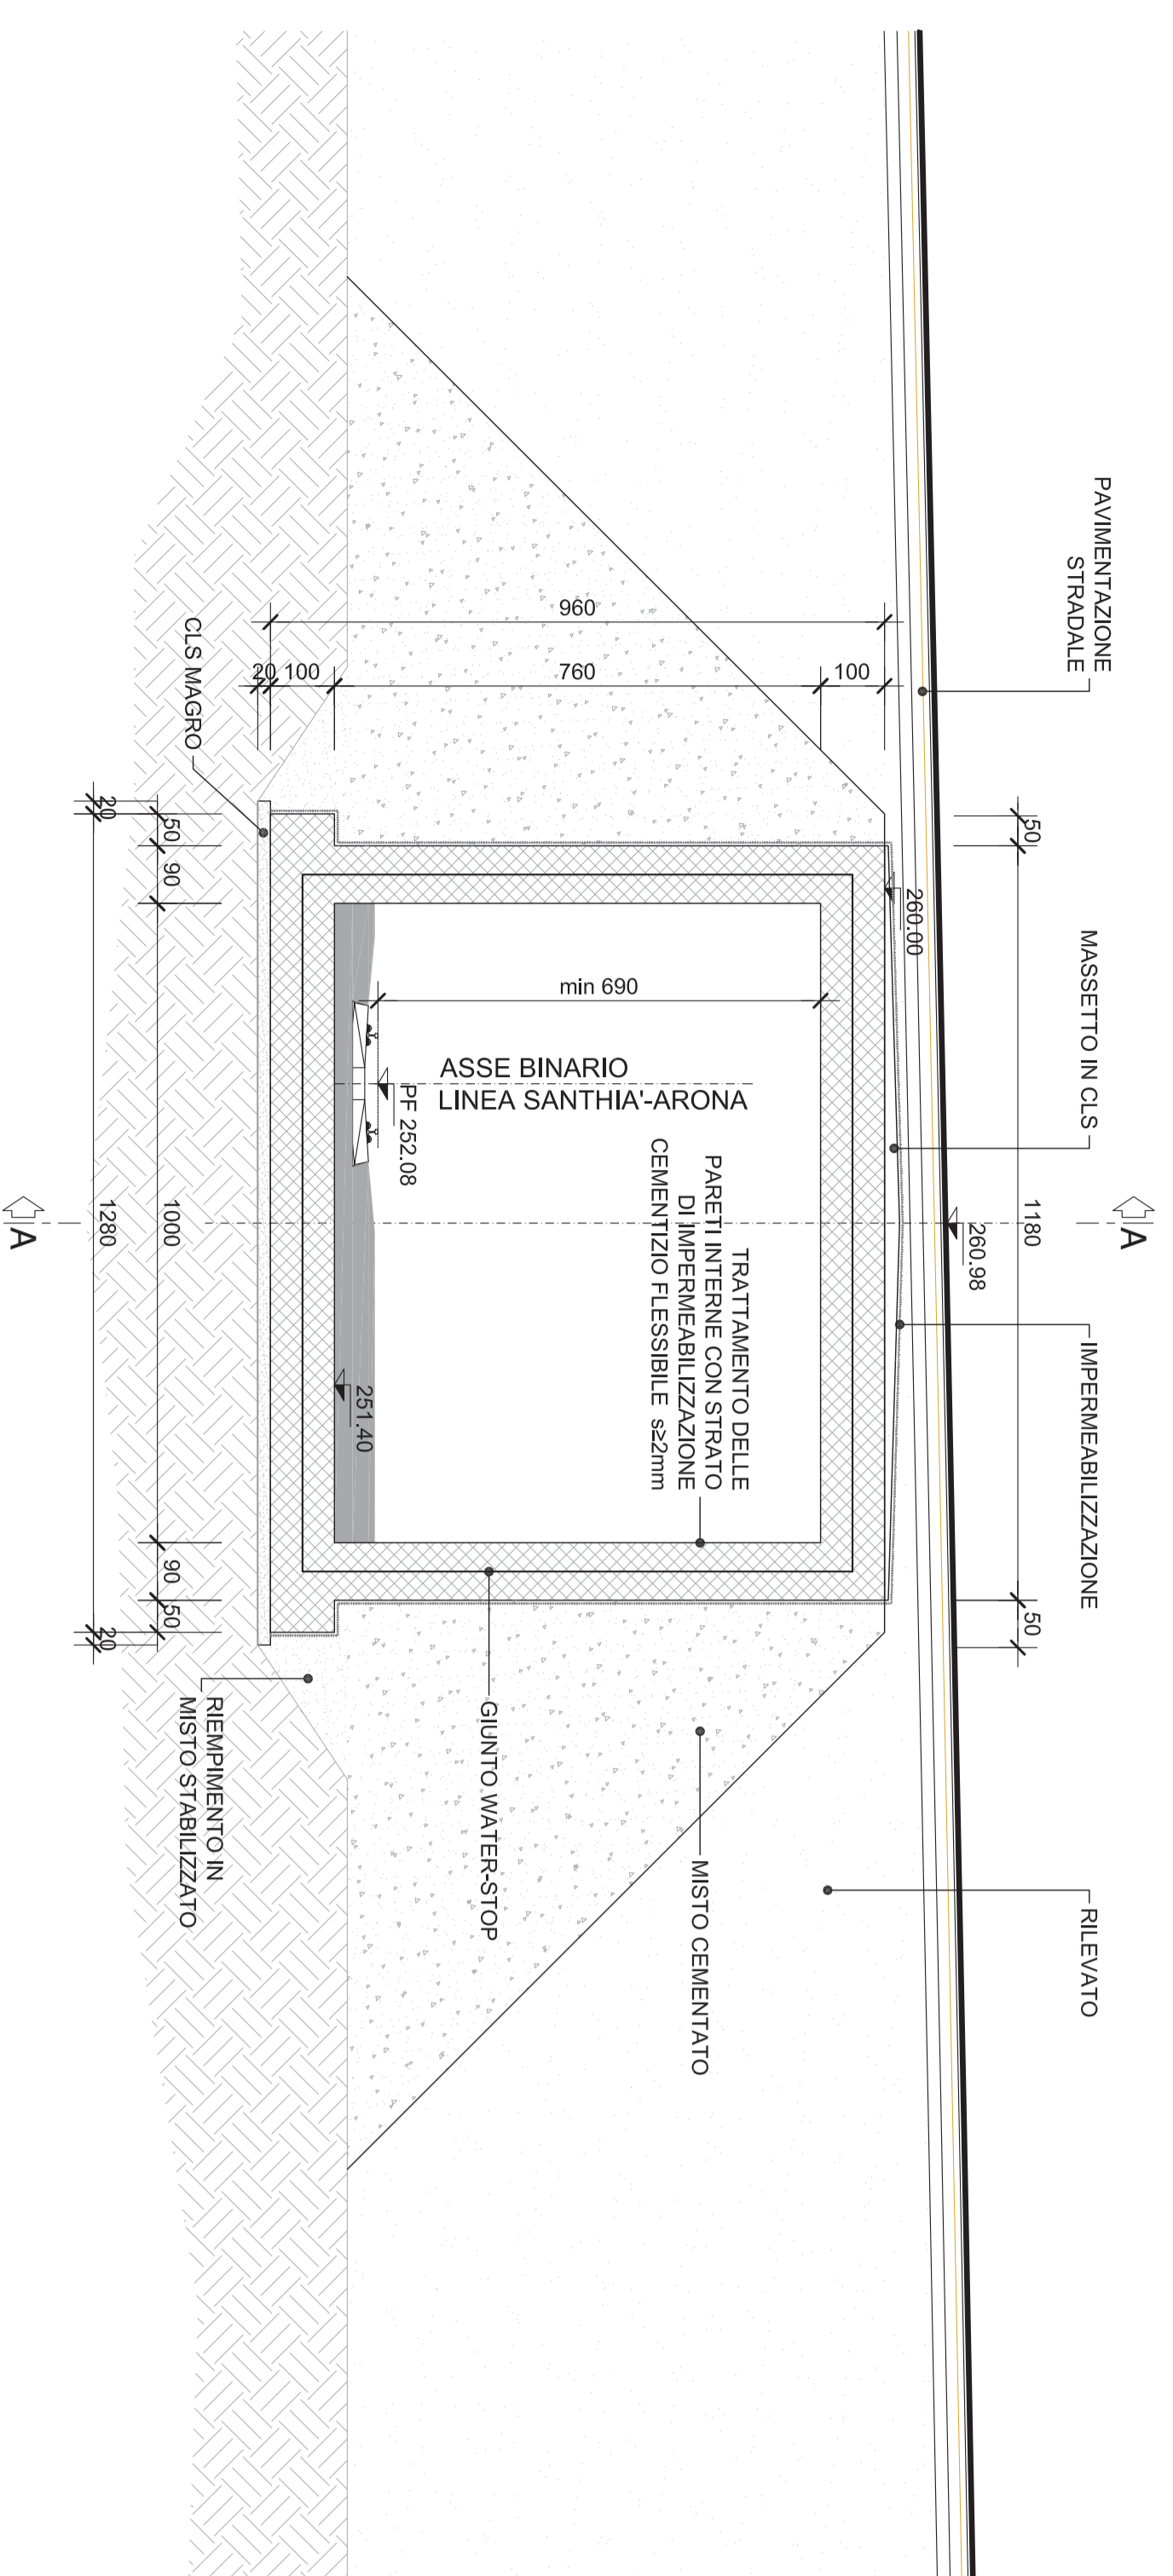 PAVIMENTAZIONE
STRADALE
MASSETTO IN CLS
IMPERMEABILIZZAZIONE
RILEVATO
A
50
1180
50
260.98
260.00
960
100
760
100
20
min 690
ASSE BINARIO
LINEA SANTHIA'-ARONA
PF 252.08
TRATTAMENTO DELLE
PARETI INTERNE CON STRATO
DI IMPERMEABILIZZAZIONE
CEMENTIZIO FLESSIBILE s≥2mm
MISTO CEMENTATO
GIUNTO WATER-STOP
251.40
CLS MAGRO
RIEMPIMENTO IN
MISTO STABILIZZATO
50
90
1000
90
50
20
1280
20
A